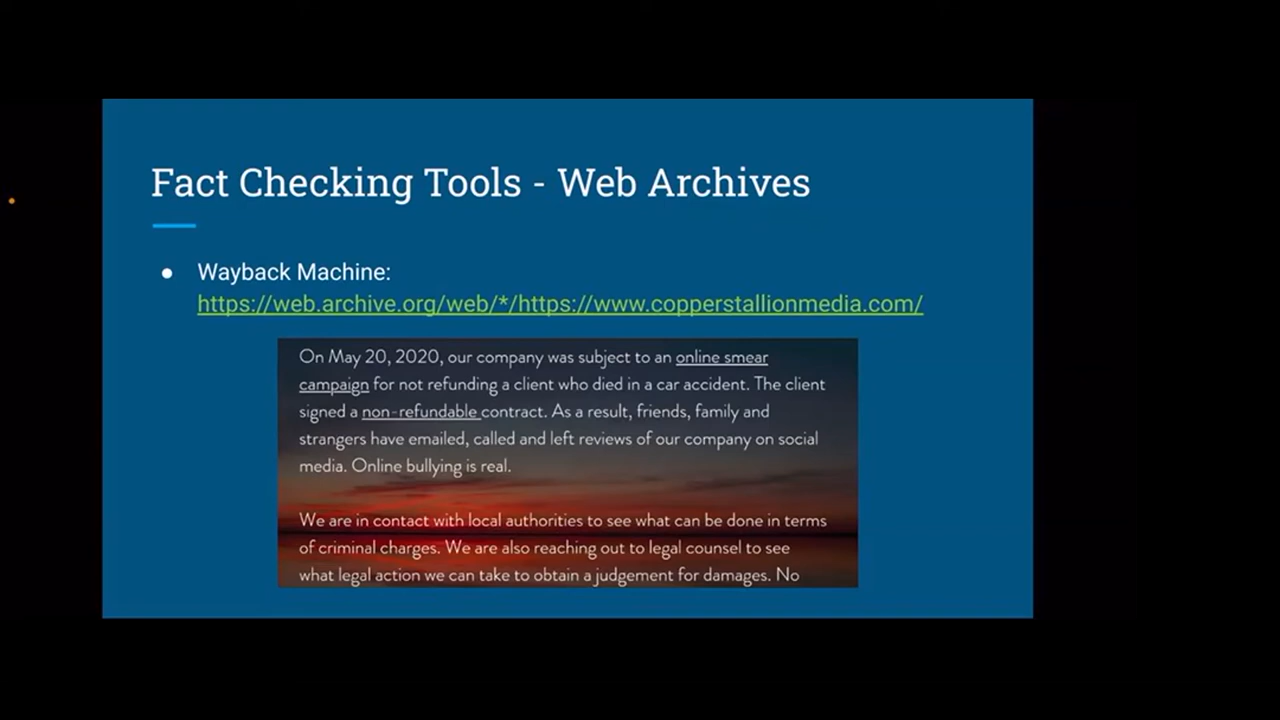 Fact Checking Tools - Web Archives
● Wayback Machine:
https://web.archive.org/web/*/https://www.copperstallionmedia.com/
On May 20, 2020, our company was subject to an online smear
campaign for not refunding a client who died in a car accident. The client
signed a non-refundable contract. As a result, friends, family and
strangers have emailed, called and left reviews of our company on social
media. Online bullying is real.
We are in contact with local authorities to see what can be done in terms
of criminal charges. We are also reaching out to legal counsel to see
what legal action we can take to obtain a judgement for damages. No